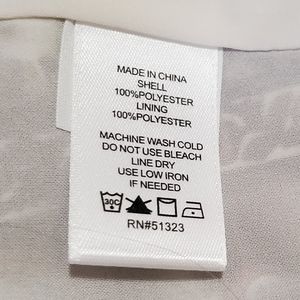 MADE IN CHINA
SHELL
100%POLYESTER
LINING
100%POLYESTER
MACHINE WASH COLD
DO NOT USE BLEACH
LINE DRY
USE LOW IRON
IF NEEDED
30C
RN#51323